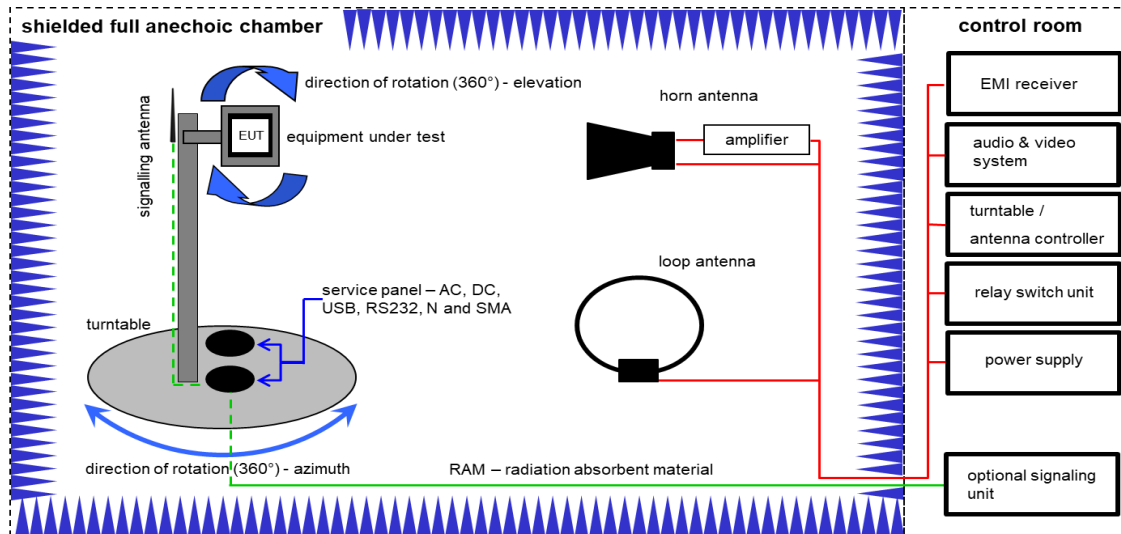 shielded full anechoic chamber
control room
direction of rotation (360°) - elevation
signalling antenna
EUT
equipment under test
horn antenna
amplifier
EMI receiver
audio & video
system
turntable /
antenna controller
relay switch unit
power supply
loop antenna
service panel – AC, DC,
USB, RS232, N and SMA
turntable
direction of rotation (360°) - azimuth
RAM – radiation absorbent material
optional signaling
unit